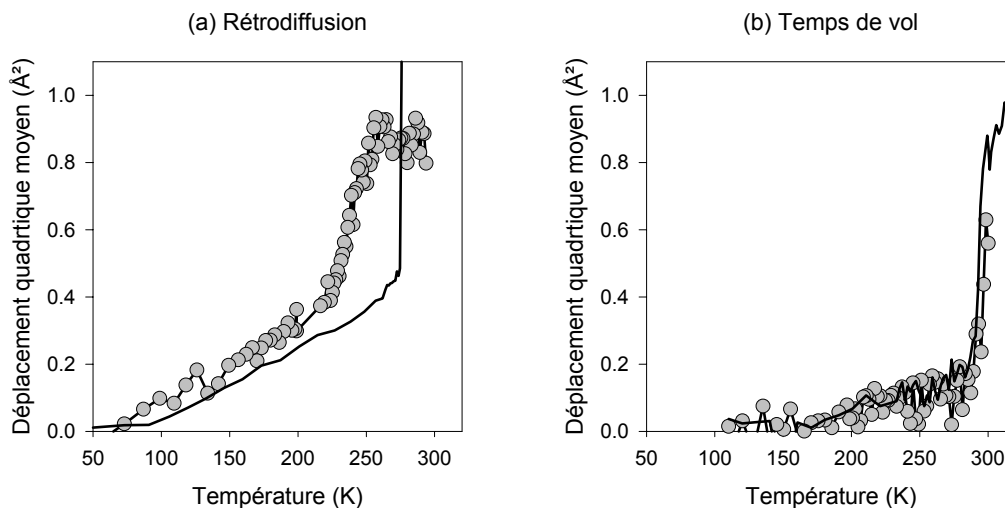 (a) Rétrodiffusion
Déplacement quadrtique moyen (Å²)
1.0
0.8
0.6
0.4
0.2
0.0
50 100 150 200 250 300
Température (K)
(b) Temps de vol
Déplacement quadrtique moyen (Å²)
1.0
0.8
0.6
0.4
0.2
0.0
50 100 150 200 250 300
Température (K)